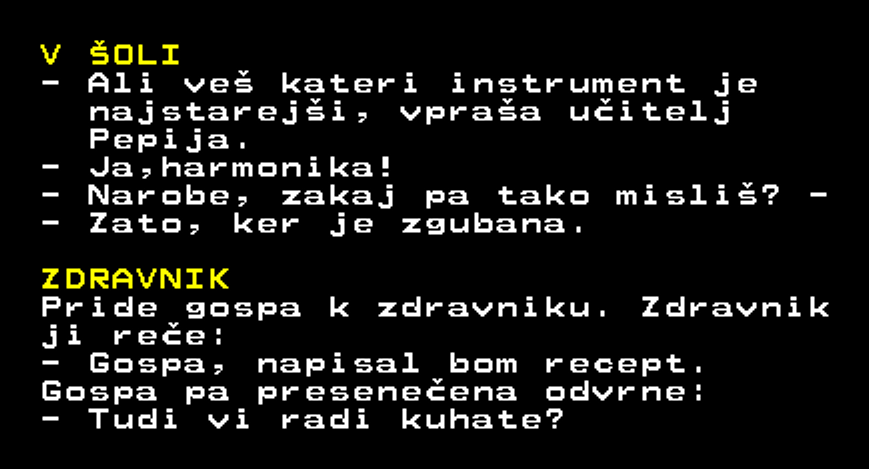 V ŠOLI
- Ali veš kateri instrument je
najstarejši, vpraša učitelj
Pepija.
- Ja,harmonika!
- Narobe, zakaj pa tako misliš? -
- Zato, ker je zgubana.
ZDRAVNIK
Pride gospa k zdravniku. Zdravnik
ji reče:
- Gospa, napisal bom recept.
Gospa pa presenečena odvrne:
- Tudi vi radi kuhate?